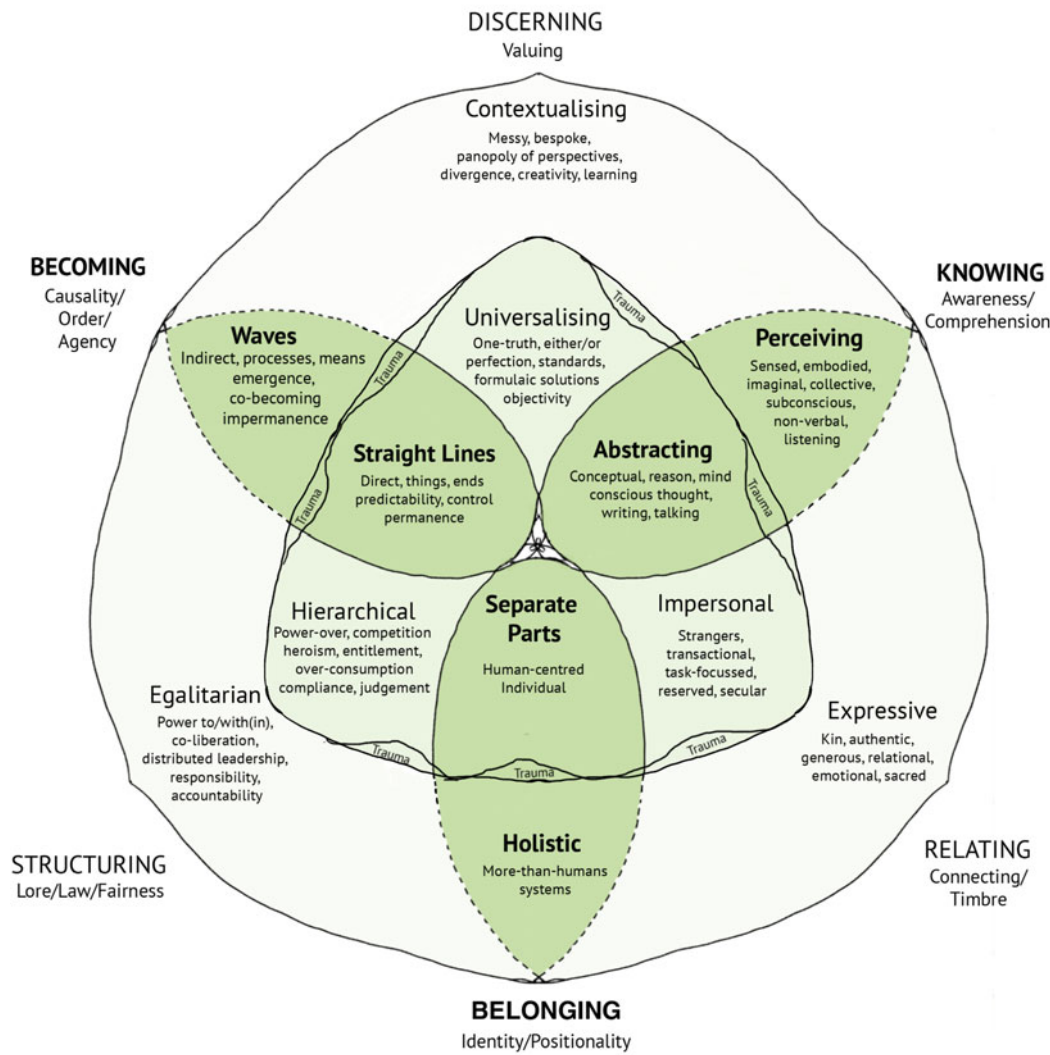 DISCERNING
Valuing
Contextualising
Messy, bespoke,
panopoly of perspectives,
divergence, creativity, learning
BECOMING
Causality/
Order/
Agency
KNOWING
Awareness/
Comprehension
Trauma
Universalising
One-truth, either/or
perfection, standards,
formulaic solutions
objectivity
Waves
Indirect, processes, means
emergence,
co-becoming
impermanence
Trauma
Perceiving
Sensed, embodied,
imaginal, collective,
subconscious,
non-verbal,
listening
Straight Lines
Direct, things, ends
predictability, control
permanence
Abstracting
Conceptual, reason, mind
conscious thought,
writing, talking
Trauma
Trauma
Hierarchical
Power-over, competition
heroism, entitlement,
over-consumption
compliance, judgement
Separate
Parts
Human-centred
Individual
Impersonal
Strangers,
transactional,
task-focussed,
reserved, secular
Egalitarian
Power to/with(in),
co-liberation,
distributed leadership,
responsibility,
accountability
Expressive
Kin, authentic,
generous, relational,
emotional, sacred
Trauma
Trauma
Trauma
Holistic
More-than-humans
systems
STRUCTURING
Lore/Law/Fairness
RELATING
Connecting/
Timbre
BELONGING
Identity/Positionality